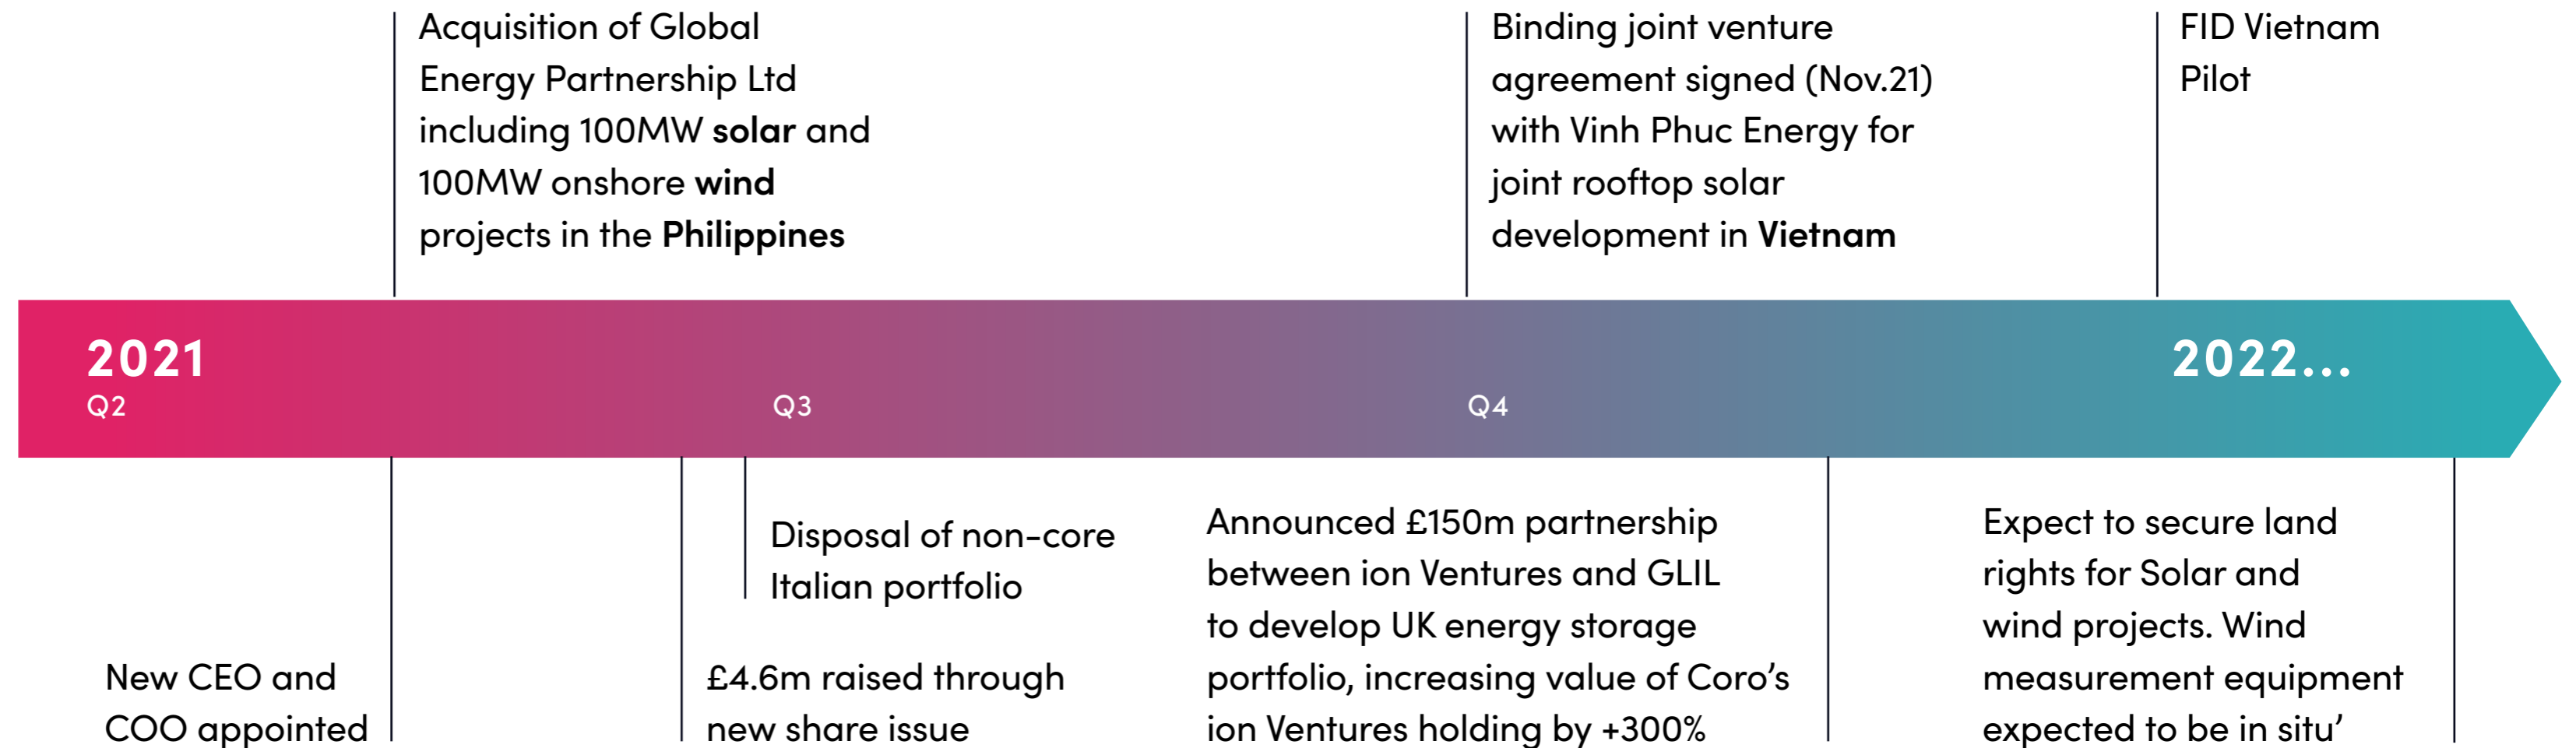 Acquisition of Global
Energy Partnership Ltd
including 100MW solar and
100MW onshore wind
projects in the Philippines
Binding joint venture
agreement signed (Nov.21)
with Vinh Phuc Energy for
joint rooftop solar
development in Vietnam
FID Vietnam
Pilot
2021
Q2
Q3
Q4
2022...
New CEO and
COO appointed
Disposal of non-core
Italian portfolio
£4.6m raised through
new share issue
Announced £150m partnership
between ion Ventures and GLIL
to develop UK energy storage
portfolio, increasing value of Coro’s
ion Ventures holding by +300%
Expect to secure land
rights for Solar and
wind projects. Wind
measurement equipment
expected to be in situ’